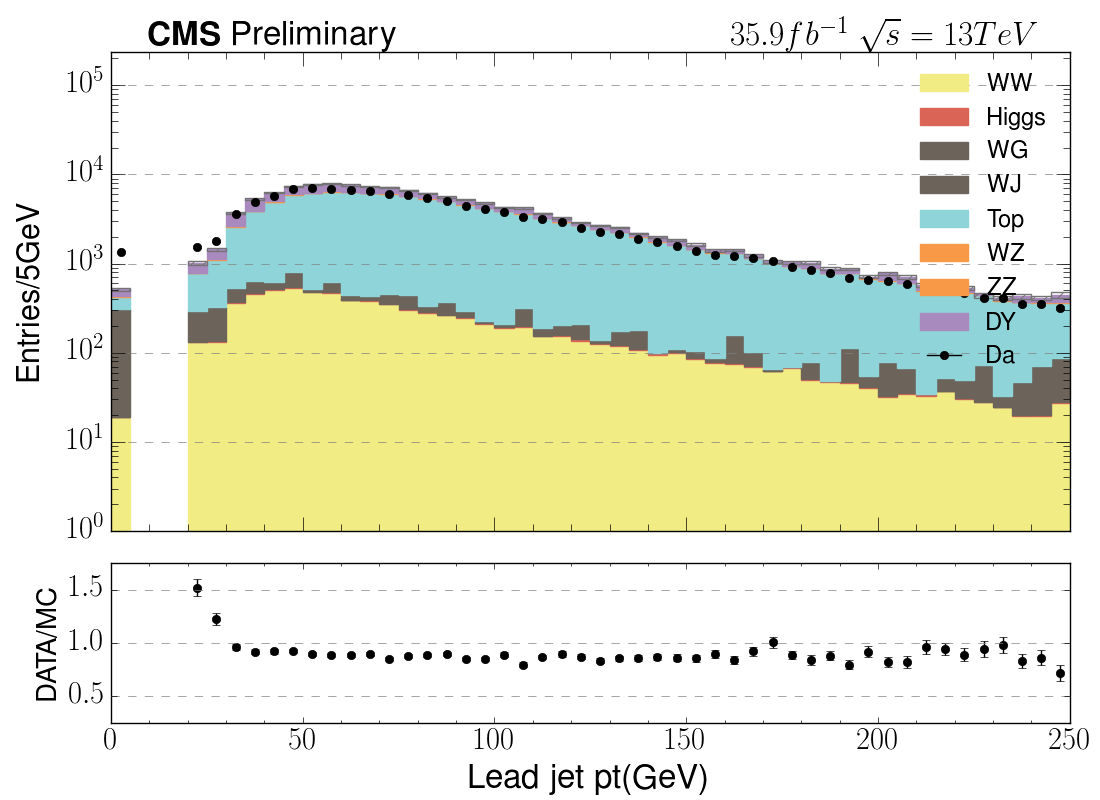 CMS Preliminary 35.9fb⁻¹ √s = 13TeV
10⁵
10⁴
10³
10²
10¹
10⁰
Entries/5GeV
WW
Higgs
WG
WJ
Top
WZ
ZZ
DY
Da
1.5
1.0
0.5
DATA/MC
0 50 100 150 200 250
Lead jet pt(GeV)